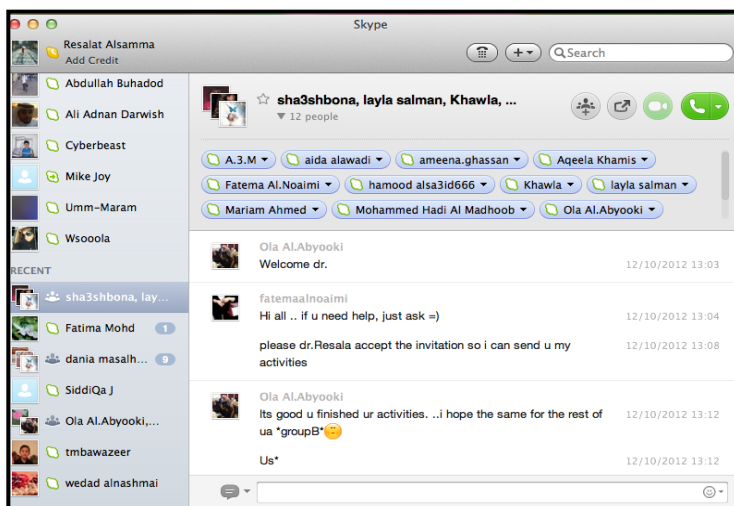 Skype
Resalat Alsamma
Add Credit
Search
Abdullah Buhadod
Ali Adnan Darwish
Cyberbeast
Mike Joy
Umm-Maram
Wsooola
RECENT
sha3shbona, lay...
Fatima Mohd 1
dania masalh... 9
SiddiQa J
Ola Al.Abyooki,...
tmbawazeer
wedad alnashmai
sha3shbona, layla salman, Khawla, ...
12 people
A.3.M aida alawadi ameena.ghassan Aqeela Khamis
Fatema Al.Noaimi hamood alsa3id666 Khawla layla salman
Mariam Ahmed Mohammed Hadi Al Madhoob Ola Al.Abyooki
Ola Al.Abyooki
Welcome dr. 12/10/2012 13:03
fatemaalnoaimi
Hi all .. if u need help, just ask =) 12/10/2012 13:04
please dr.Resala accept the invitation so i can send u my 12/10/2012 13:08
activities
Ola Al.Abyooki
Its good u finished ur activities. ..i hope the same for the rest of 12/10/2012 13:12
ua *groupB*
Us* 12/10/2012 13:12